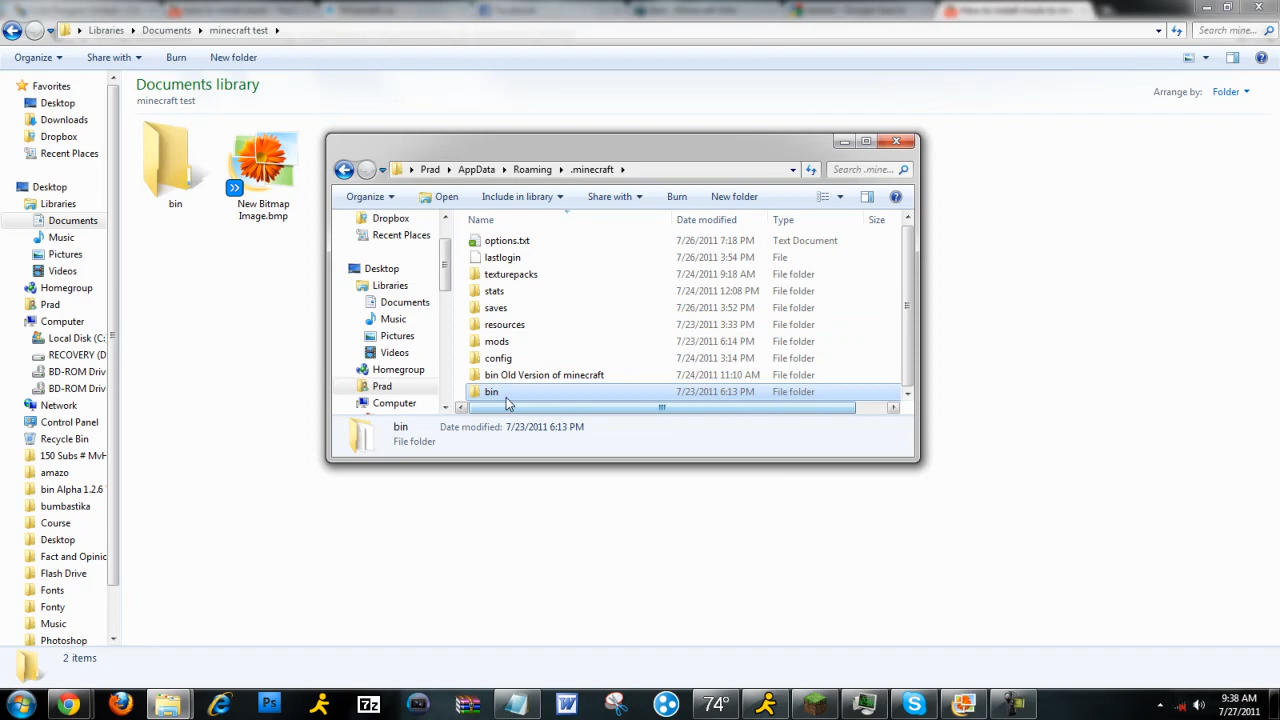 Libraries Documents minecraft test
Search mine...
Organize Share with Burn New folder
Favorites
Desktop
Downloads
Dropbox
Recent Places
Desktop
Libraries
Documents
Music
Pictures
Videos
Homegroup
Prad
Computer
Local Disk (C:
RECOVERY (D
BD-ROM Driv
BD-ROM Driv
Network
Control Panel
Recycle Bin
150 Subs # MvH
amazo
bin Alpha 1.2.6
bumbastika
Course
Desktop
Fact and Opinic
Flash Drive
Fonts
Fonty
Music
Photoshop
Documents library
minecraft test
Arrange by: Folder
bin
New Bitmap
Image.bmp
Prad AppData Roaming .minecraft
Search .mine...
Organize Open Include in library Share with Burn New folder
Dropbox
Recent Places
Desktop
Libraries
Documents
Music
Pictures
Videos
Homegroup
Prad
Computer
Name Date modified Type Size
options.txt 7/26/2011 7:18 PM Text Document
lastlogin 7/26/2011 3:54 PM File
texturepacks 7/24/2011 9:18 AM File folder
stats 7/24/2011 12:08 PM File folder
saves 7/26/2011 3:52 PM File folder
resources 7/23/2011 3:33 PM File folder
mods 7/23/2011 6:14 PM File folder
config 7/24/2011 3:14 PM File folder
bin Old Version of minecraft 7/24/2011 11:10 AM File folder
bin 7/23/2011 6:13 PM File folder
bin Date modified: 7/23/2011 6:13 PM
File folder
2 items
Ps
7z
W
74°
S
9:38 AM
7/27/2011